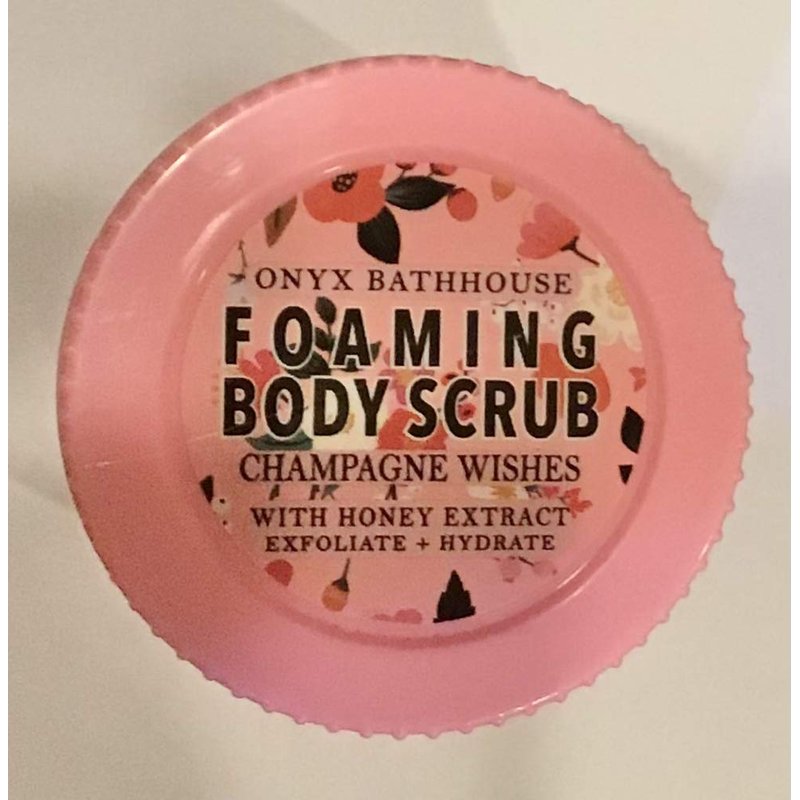 ONYX BATHHOUSE
FOAMING
BODY SCRUB
CHAMPAGNE WISHES
WITH HONEY EXTRACT
EXFOLIATE + HYDRATE